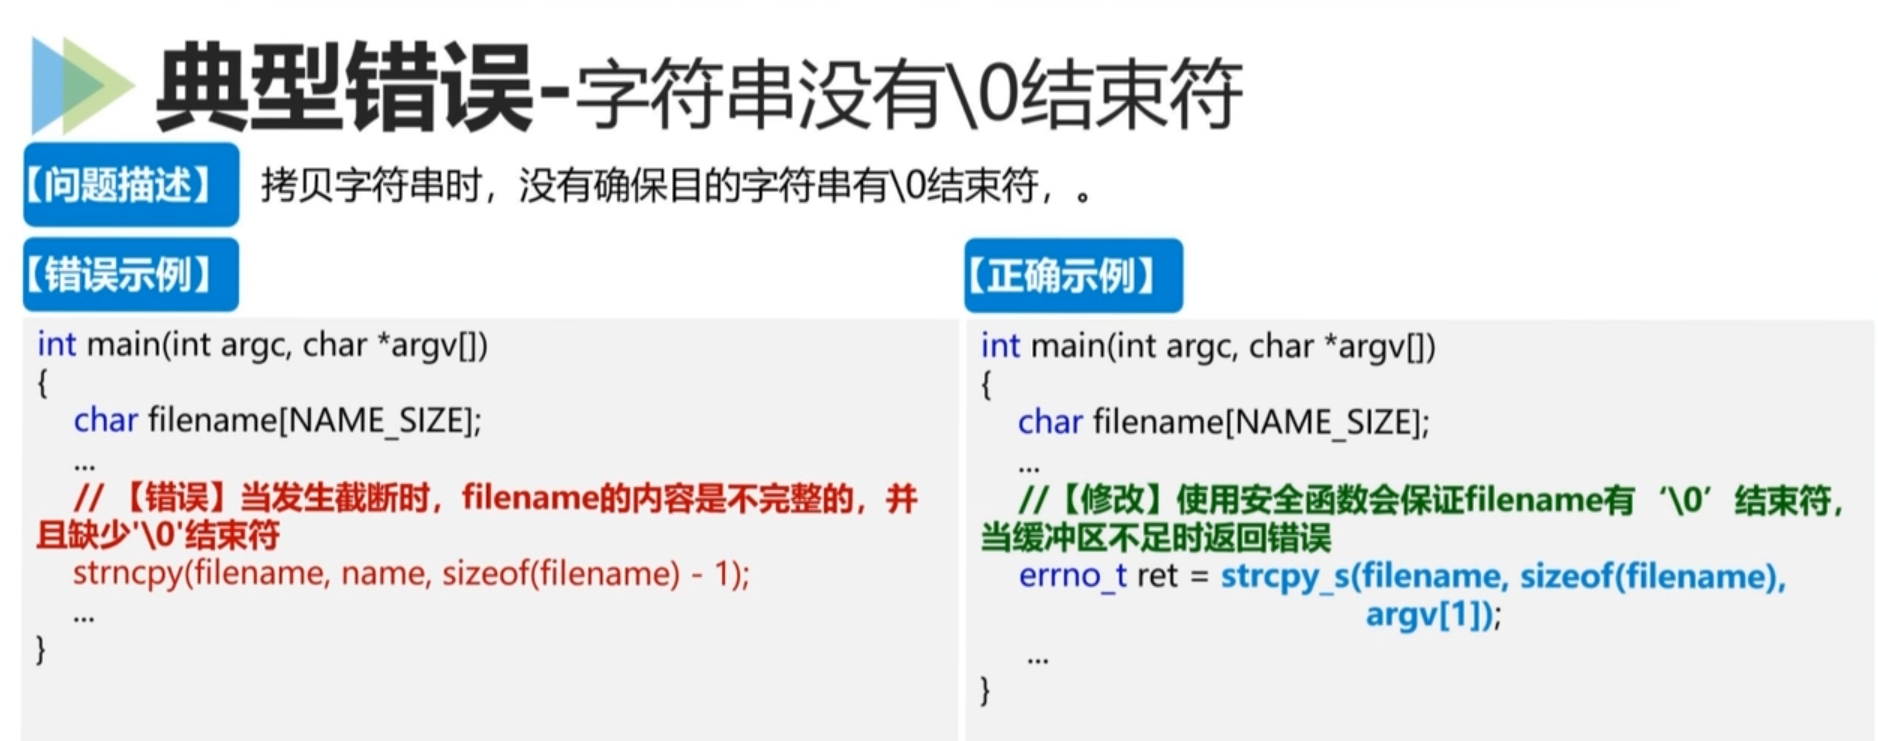 典型错误-字符串没有\0结束符
【问题描述】 拷贝字符串时，没有确保目的字符串有\0结束符，。
【错误示例】
int main(int argc, char *argv[])
{
char filename[NAME_SIZE];
...
// 【错误】当发生截断时，filename的内容是不完整的，并
且缺少'\0'结束符
strncpy(filename, name, sizeof(filename) - 1);
...
}
【正确示例】
int main(int argc, char *argv[])
{
char filename[NAME_SIZE];
...
//【修改】使用安全函数会保证filename有‘\0’结束符，
当缓冲区不足时返回错误
errno_t ret = strcpy_s(filename, sizeof(filename),
argv[1]);
...
}